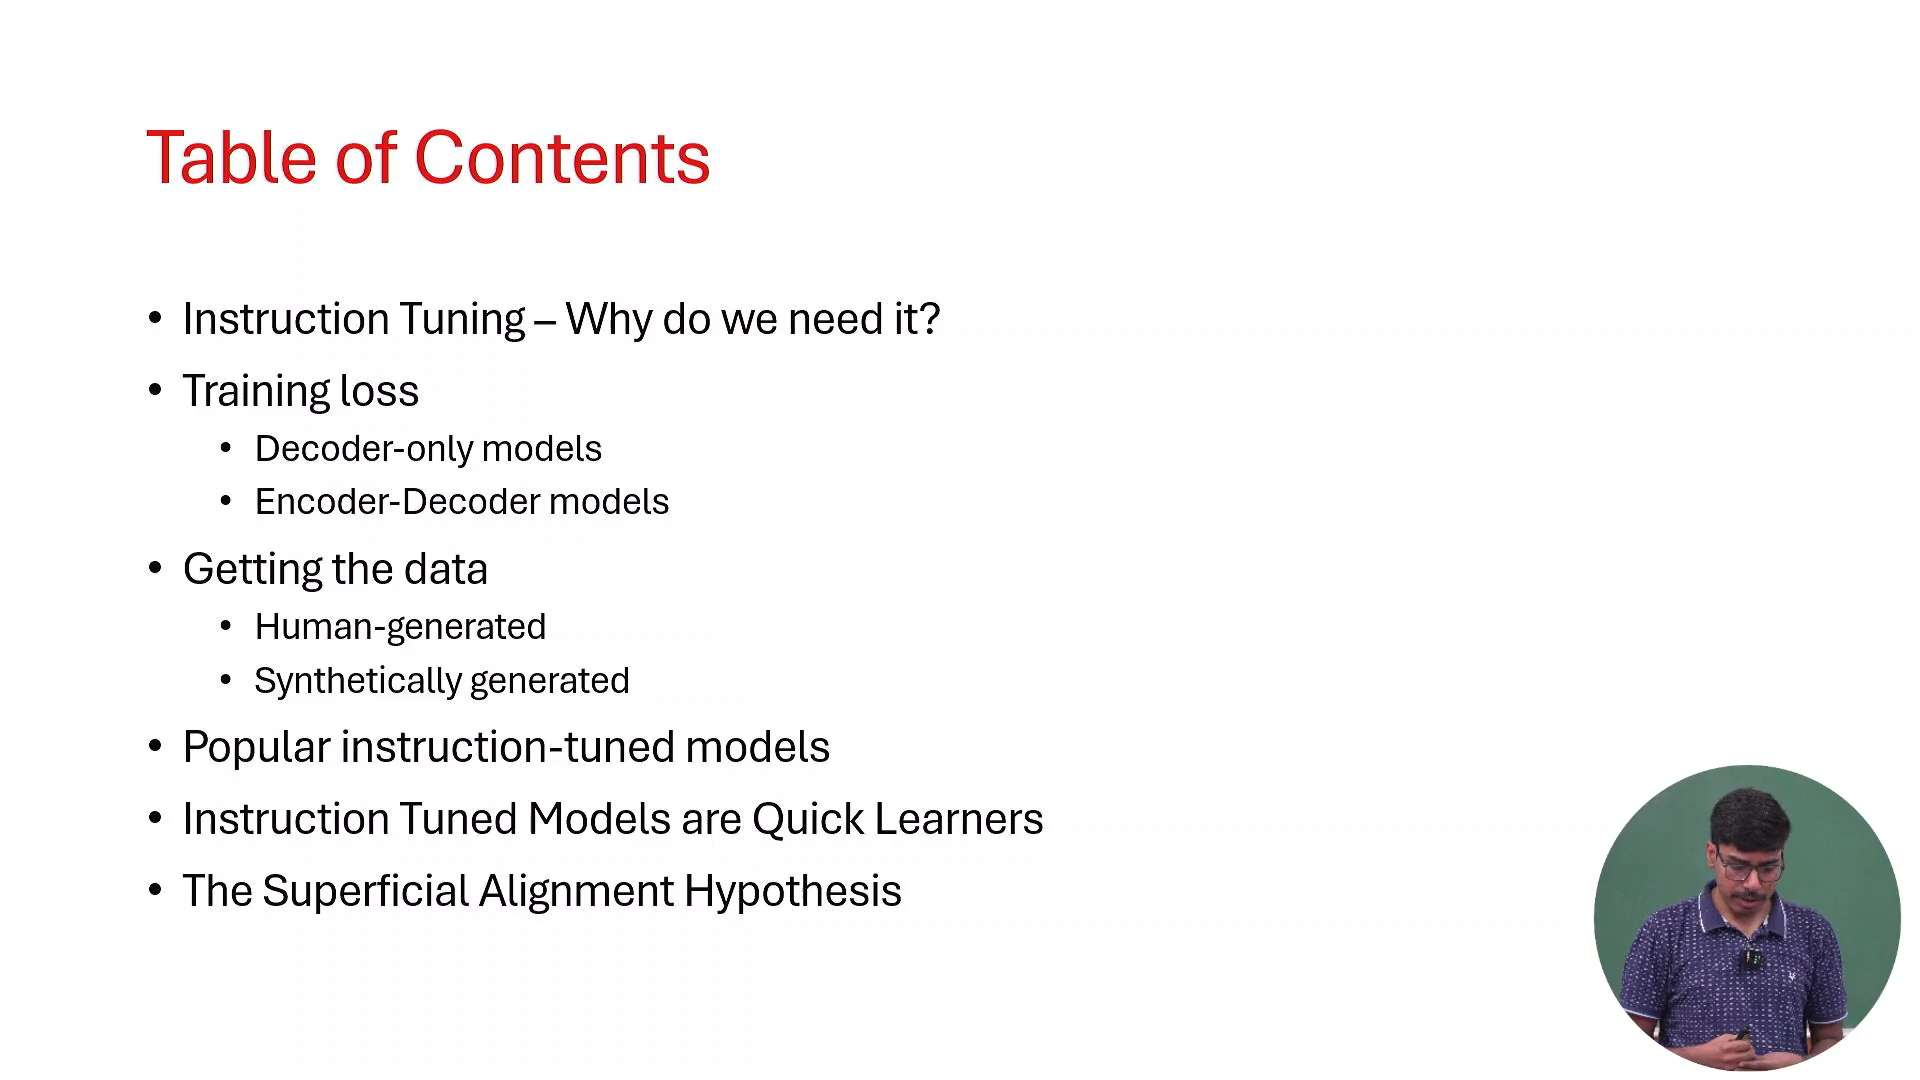 Table of Contents
• Instruction Tuning – Why do we need it?
• Training loss
• Decoder-only models
• Encoder-Decoder models
• Getting the data
• Human-generated
• Synthetically generated
• Popular instruction-tuned models
• Instruction Tuned Models are Quick Learners
• The Superficial Alignment Hypothesis